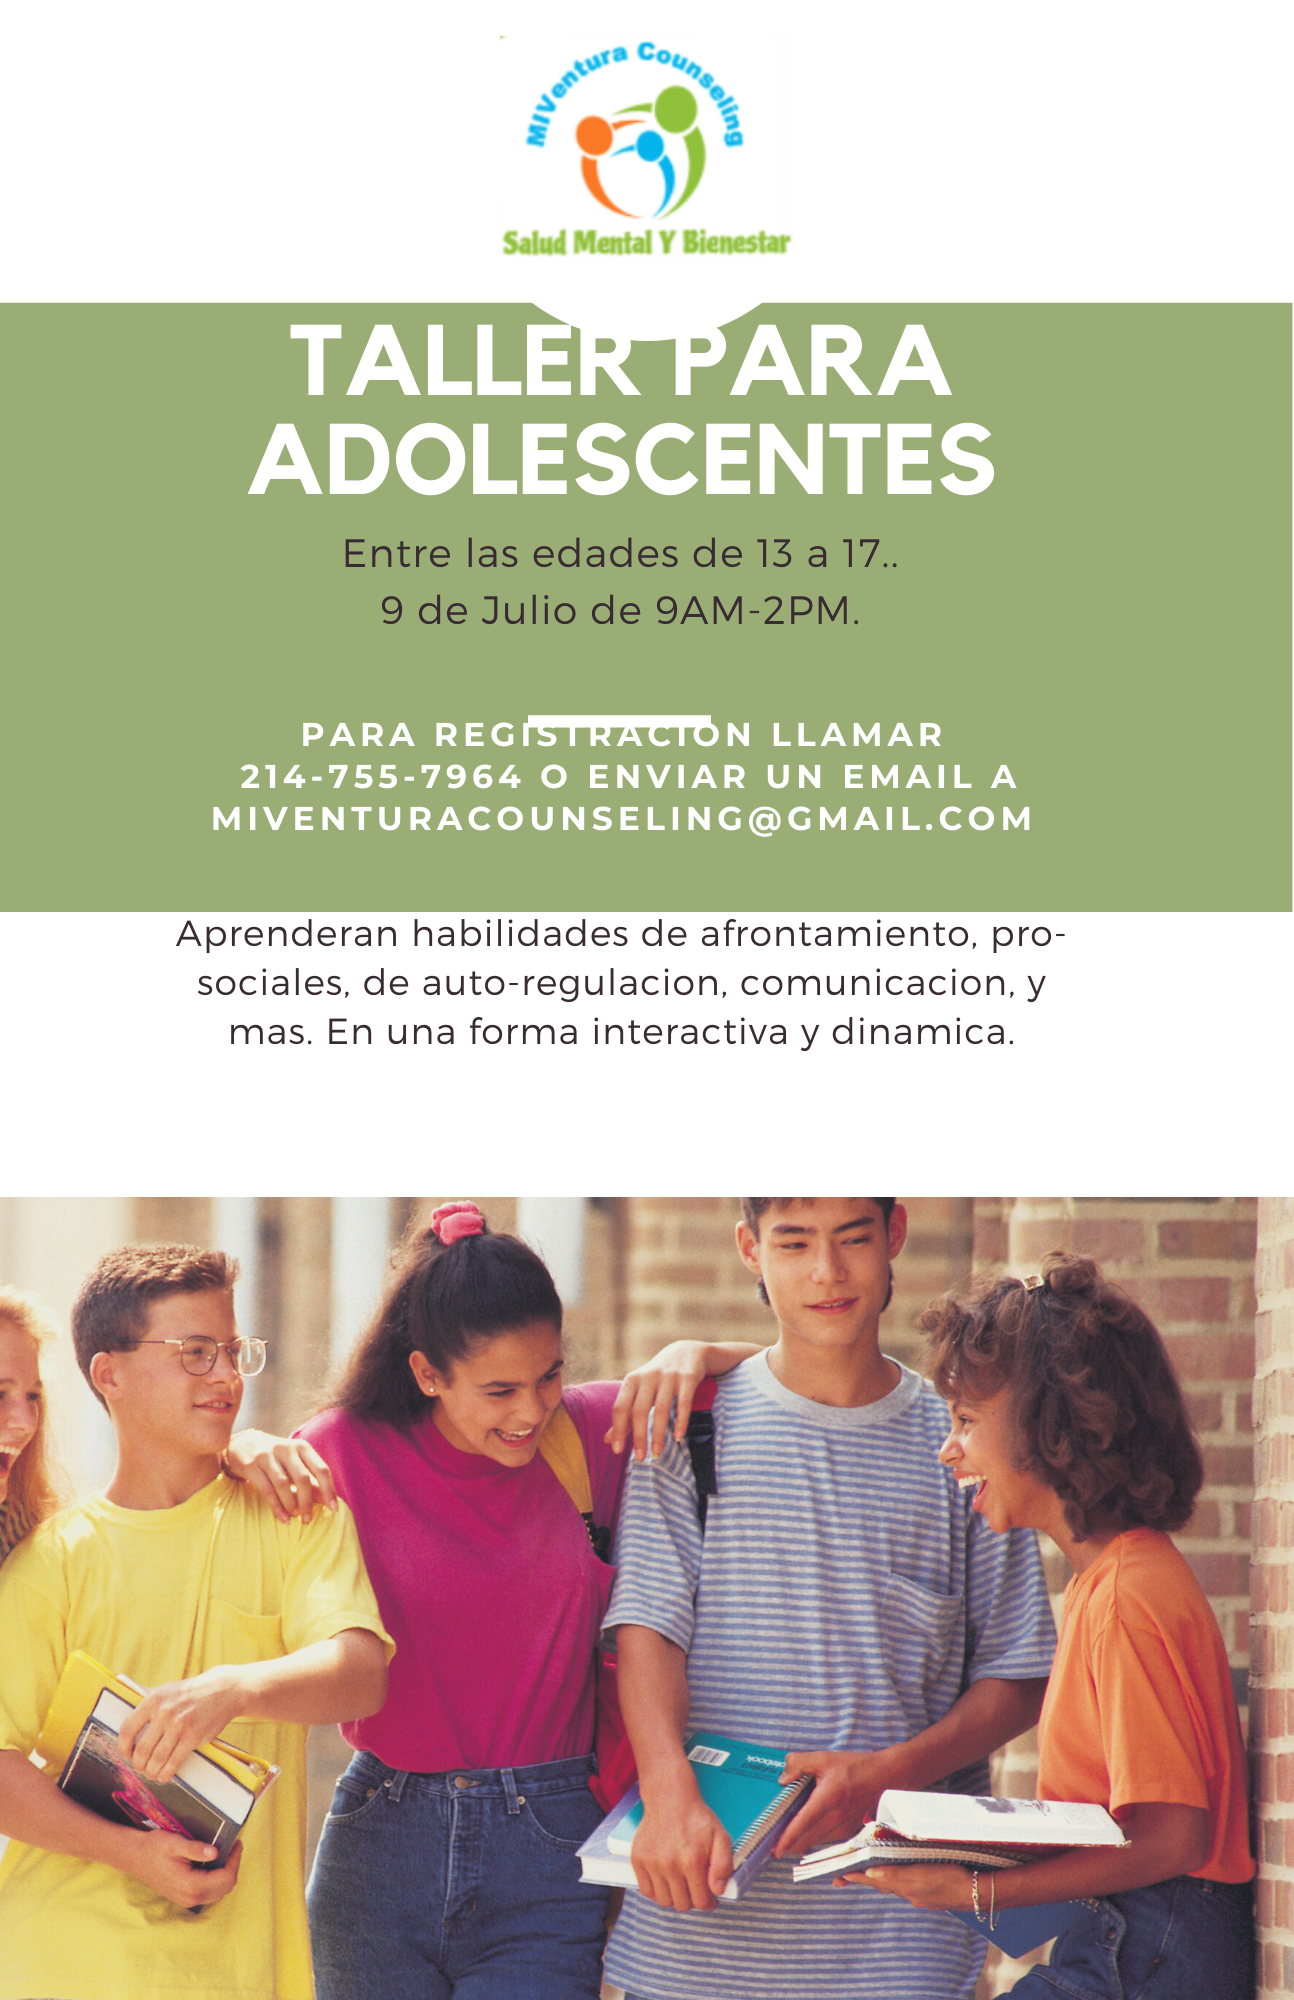 MIVentura Counseling
Salud Mental Y Bienestar
TALLER PARA
ADOLESCENTES
Entre las edades de 13 a 17..
9 de Julio de 9AM-2PM.
PARA REGISTRACION LLAMAR
214-755-7964 O ENVIAR UN EMAIL A
MIVENTURACOUNSELING@GMAIL.COM
Aprenderan habilidades de afrontamiento, pro-
sociales, de auto-regulacion, comunicacion, y
mas. En una forma interactiva y dinamica.